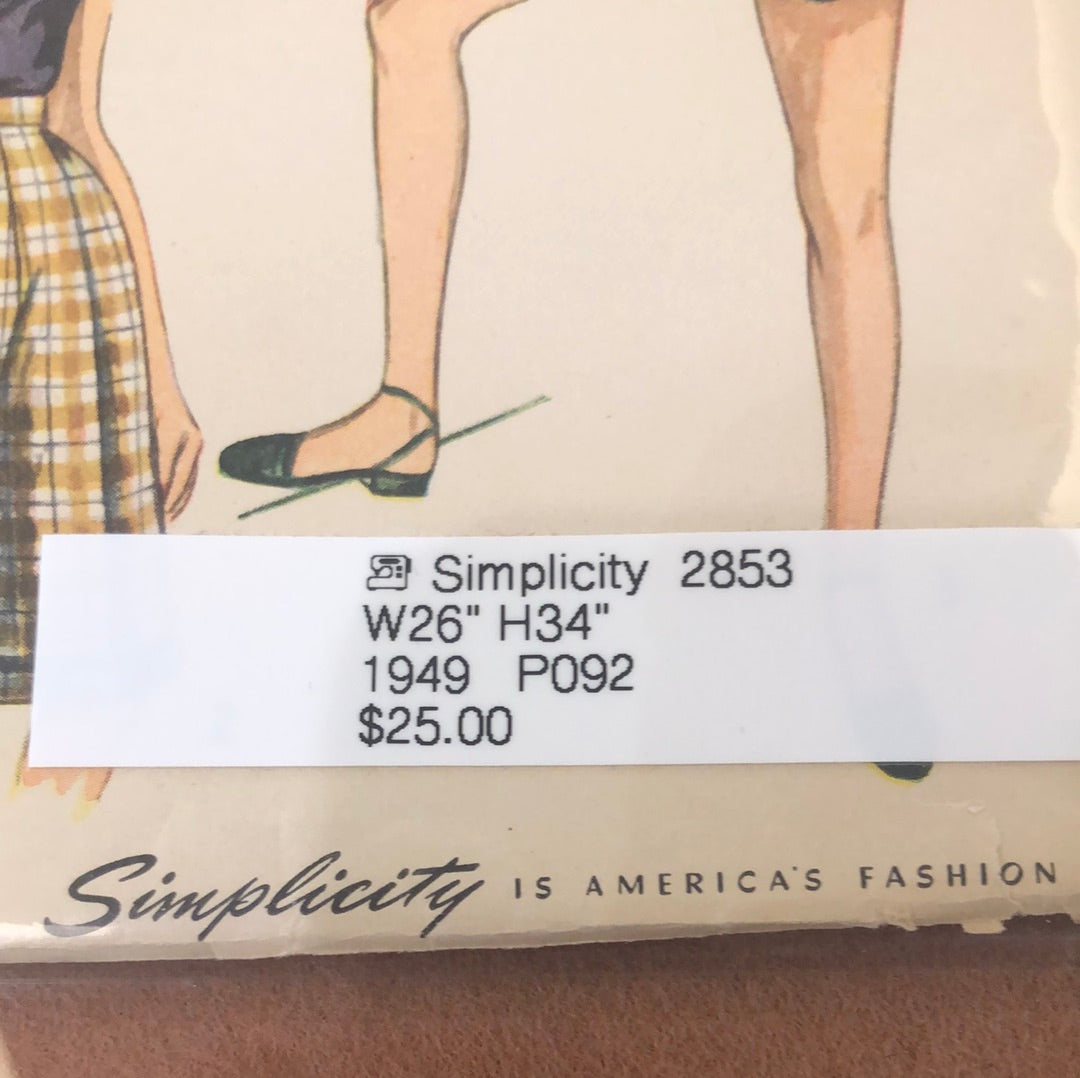 Simplicity 2853
W26" H34"
1949 P092
$25.00
Simplicity IS AMERICA'S FASHION